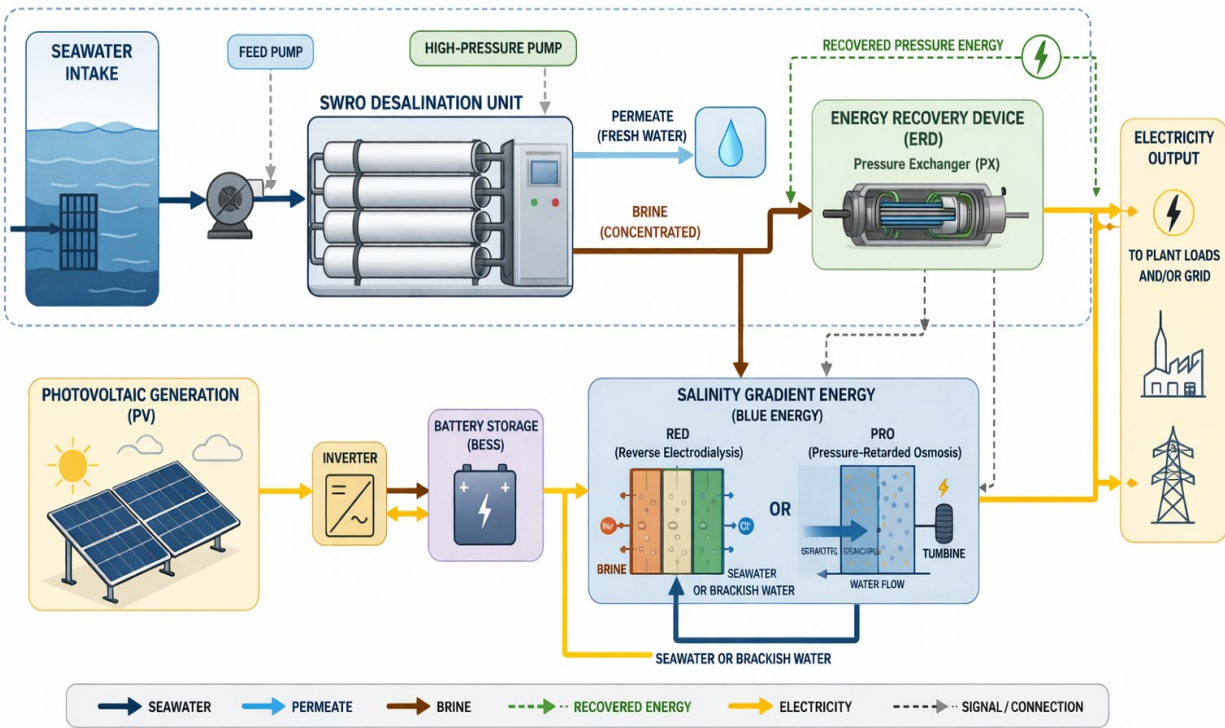 SEAWATER
INTAKE
FEED PUMP
HIGH-PRESSURE PUMP
SWRO DESALINATION UNIT
PERMEATE
(FRESH WATER)
BRINE
(CONCENTRATED)
RECOVERED PRESSURE ENERGY
ENERGY RECOVERY DEVICE
(ERD)
Pressure Exchanger (PX)
ELECTRICITY
OUTPUT
TO PLANT LOADS
AND/OR GRID
PHOTOVOLTAIC GENERATION
(PV)
INVERTER
BATTERY STORAGE
(BESS)
SALINITY GRADIENT ENERGY
(BLUE ENERGY)
RED
(Reverse Electrodialysis)
BRINE
SEAWATER
OR BRACKISH WATER
OR
PRO
(Pressure-Retarded Osmosis)
TUMBINE
WATER FLOW
SEAWATER OR BRACKISH WATER
SEAWATER
PERMEATE
BRINE
RECOVERED ENERGY
ELECTRICITY
SIGNAL / CONNECTION